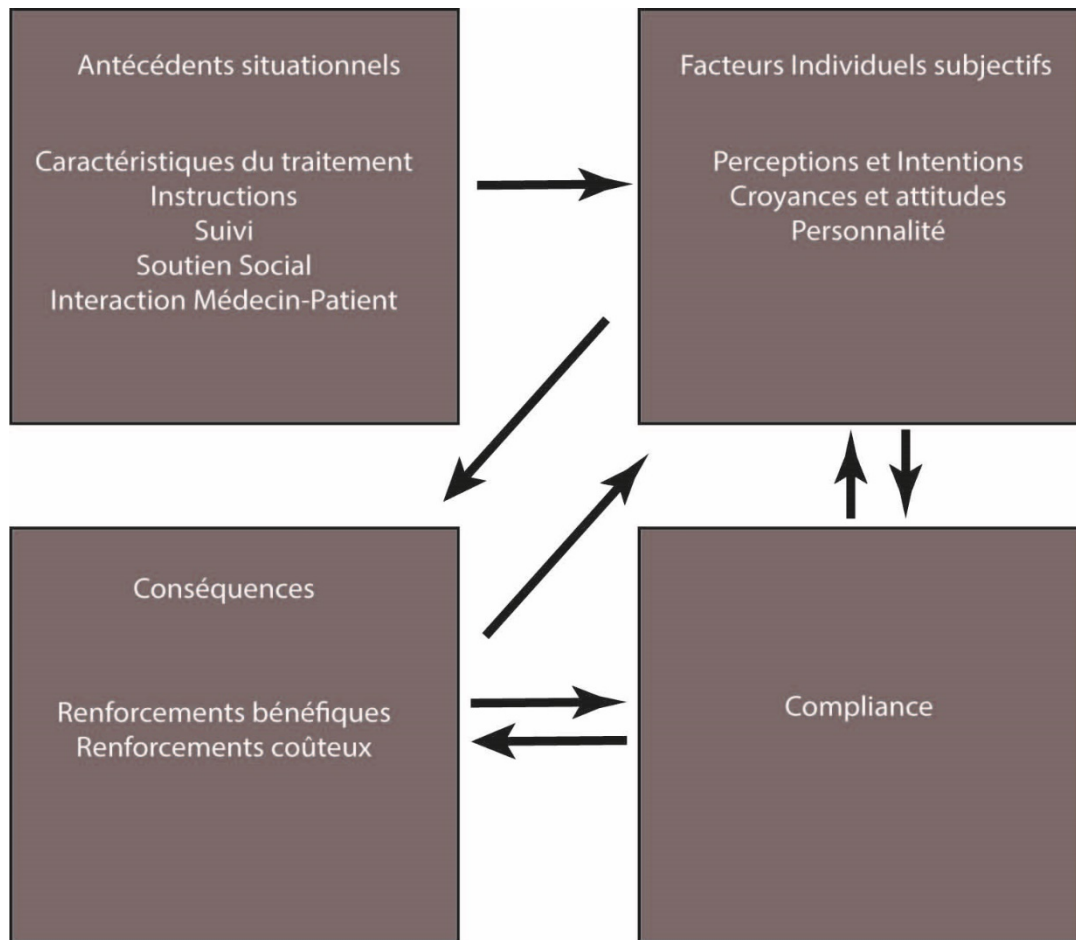 Antécédents situationnels
Caractéristiques du traitement
Instructions
Suivi
Soutien Social
Interaction Médecin-Patient
Facteurs Individuels subjectifs
Perceptions et Intentions
Croyances et attitudes
Personnalité
Conséquences
Renforcements bénéfiques
Renforcements coûteux
Compliance